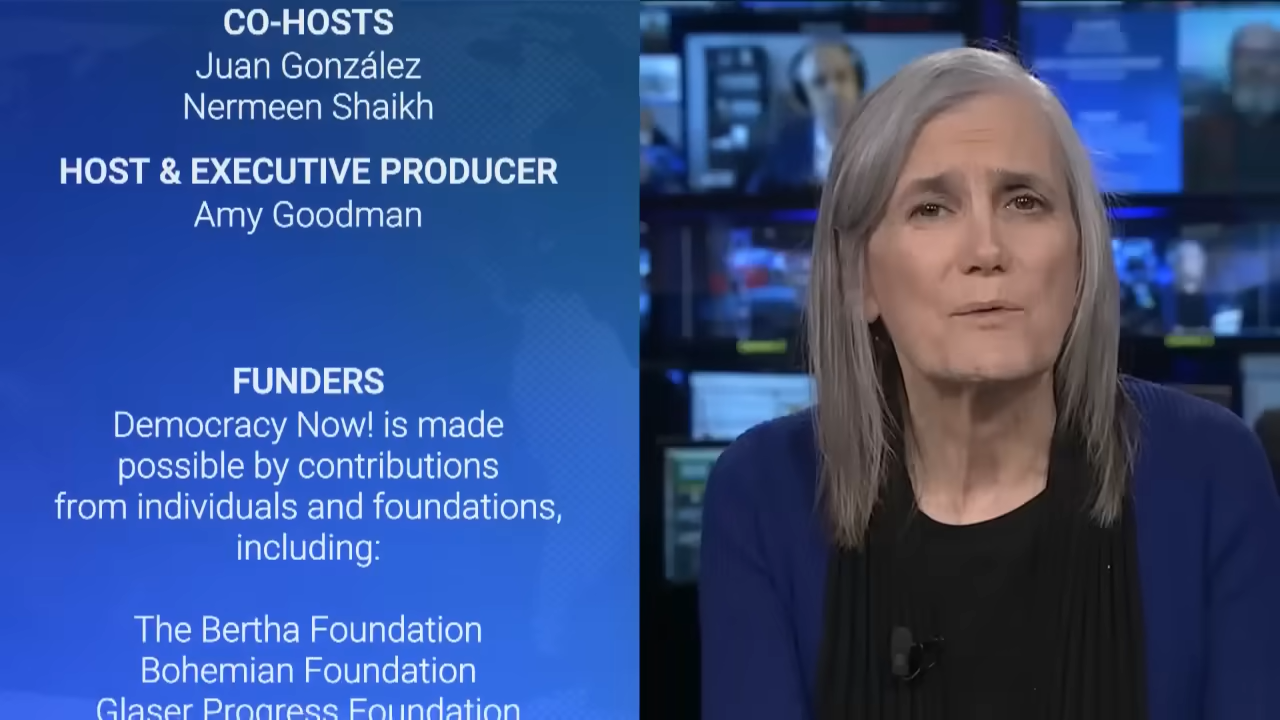 CO-HOSTS
Juan González
Nermeen Shaikh
HOST & EXECUTIVE PRODUCER
Amy Goodman
FUNDERS
Democracy Now! is made
possible by contributions
from individuals and foundations,
including:
The Bertha Foundation
Bohemian Foundation
Glaser Progress Foundation